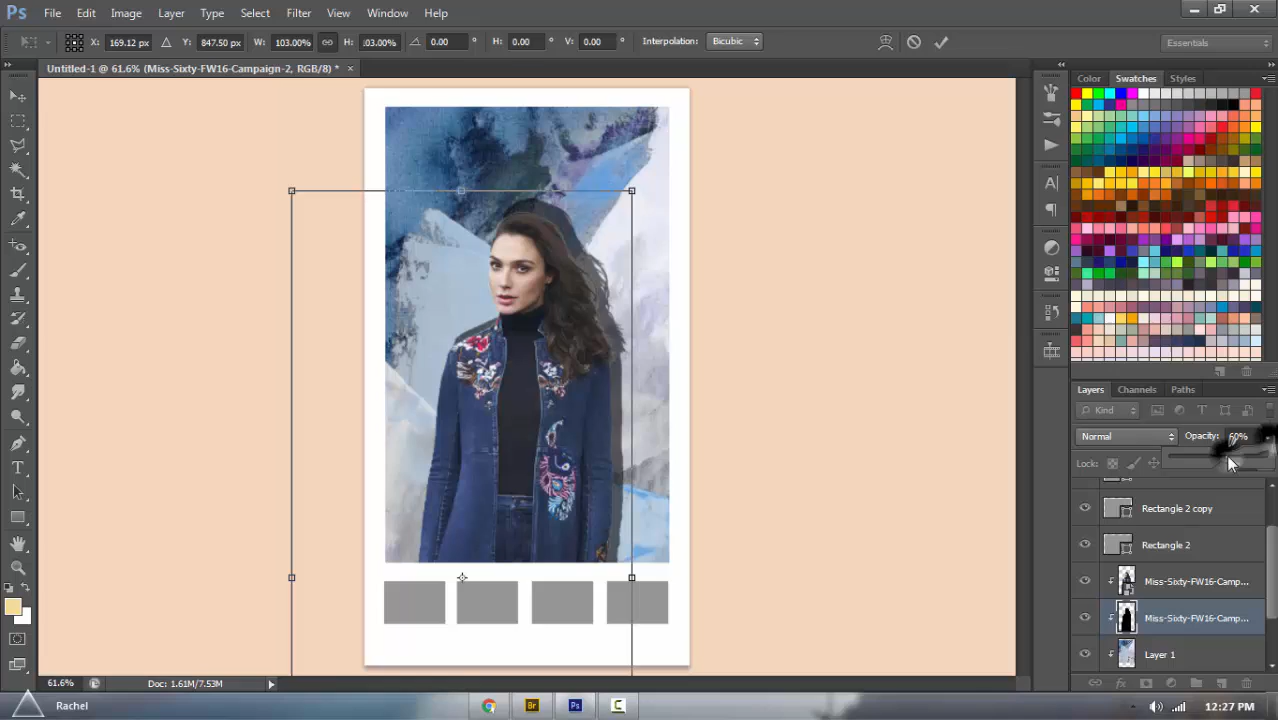 Ps File Edit Image Layer Type Select Filter View Window Help
X: 169.12 px Y: 847.50 px W: 103.00% H: :03.00% 0.00 ° H: 0.00 ° V: 0.00 ° Interpolation: Bicubic Essentials
Untitled-1 @ 61.6% (Miss-Sixty-FW16-Campaign-2, RGB/8) * ×
Color Swatches Styles
Layers Channels Paths
Kind
Normal Opacity: 60%
Lock:
Rectangle 2 copy
Rectangle 2
Miss-Sixty-FW16-Camp...
Miss-Sixty-FW16-Camp...
Layer 1
61.6% Doc: 1.61M/7.53M
Rachel Br Ps 12:27 PM